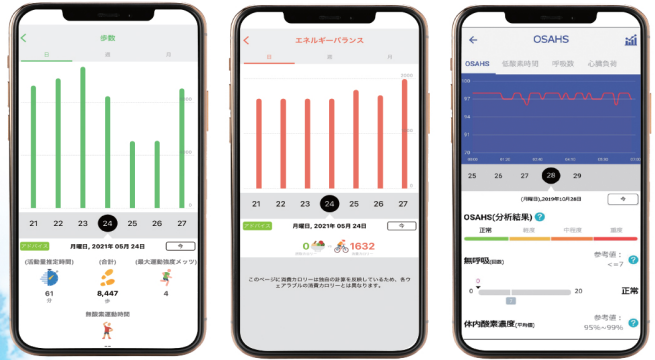 歩数
日 週 月
21 22 23 24 25 26 27
アドバイス 月曜日, 2021年 05月 24日 今
(活動量推定時間) (合計) (最大運動強度メッツ)
61 8,447 4
分 歩
無酸素運動時間
エネルギーバランス
日 週 月
2000
0
21 22 23 24 25 26 27
アドバイス 月曜日, 2021年 05月 24日 今
0 - 1632
このページに消費カロリーは独自の計算を反映しているため、各ウ
ェアラブルの消費カロリーとは異なります。
OSAHS
OSAHS 低酸素時間 呼吸数 心臓負荷
100
97
94
91
25 26 27 28 29
(月曜日),2019年10月28日 今
OSAHS(分析結果) ?
正常 軽度 中程度 重度
無呼吸(回数) 参考値：
<=7 ?
0
0 20 正常
7
体内酸素濃度(平均値) 参考値：
95%~99% ?